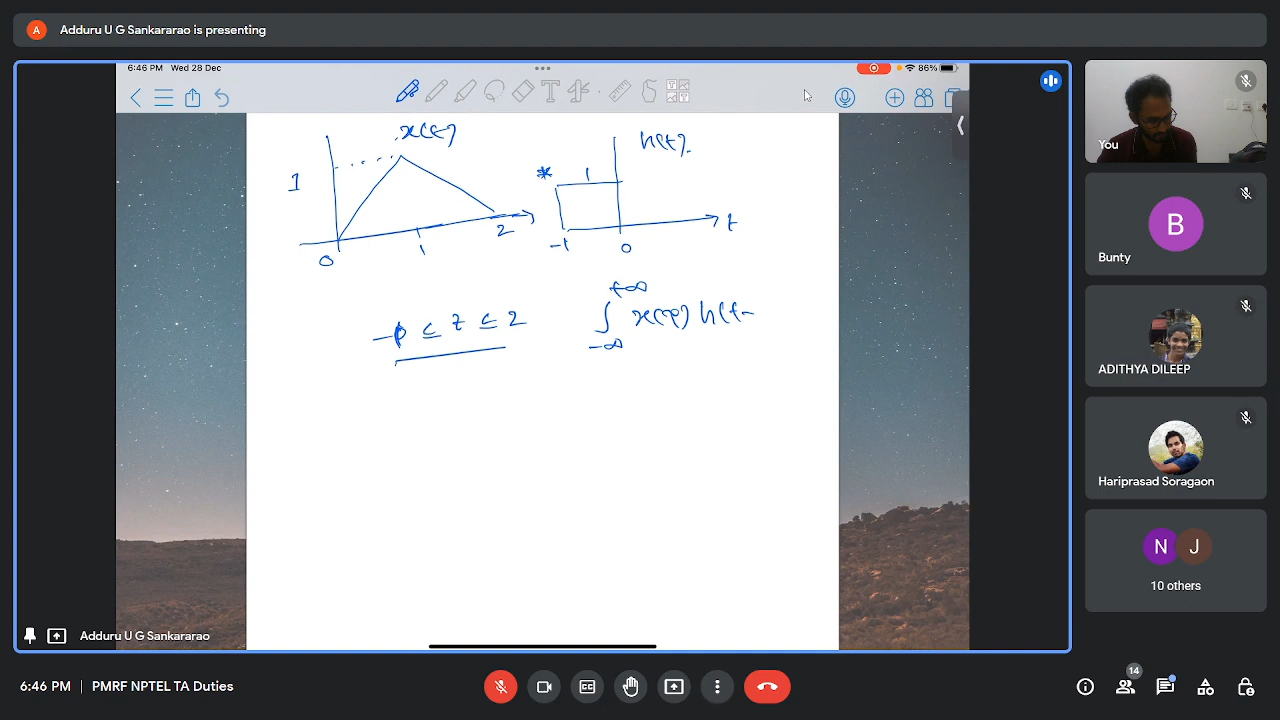 A
Adduru U G Sankararao is presenting
6:46 PM Wed 28 Dec
86%
T
x(t)
h(t).
1
*
1
t
0
1
2
-1
0
+∞
≤ t ≤ 2
∫ x(τ) h(t-
-∞
Adduru U G Sankararao
You
B
Bunty
ADITHYA DILEEP
Hariprasad Soragaon
N J
10 others
6:46 PM | PMRF NPTEL TA Duties
14